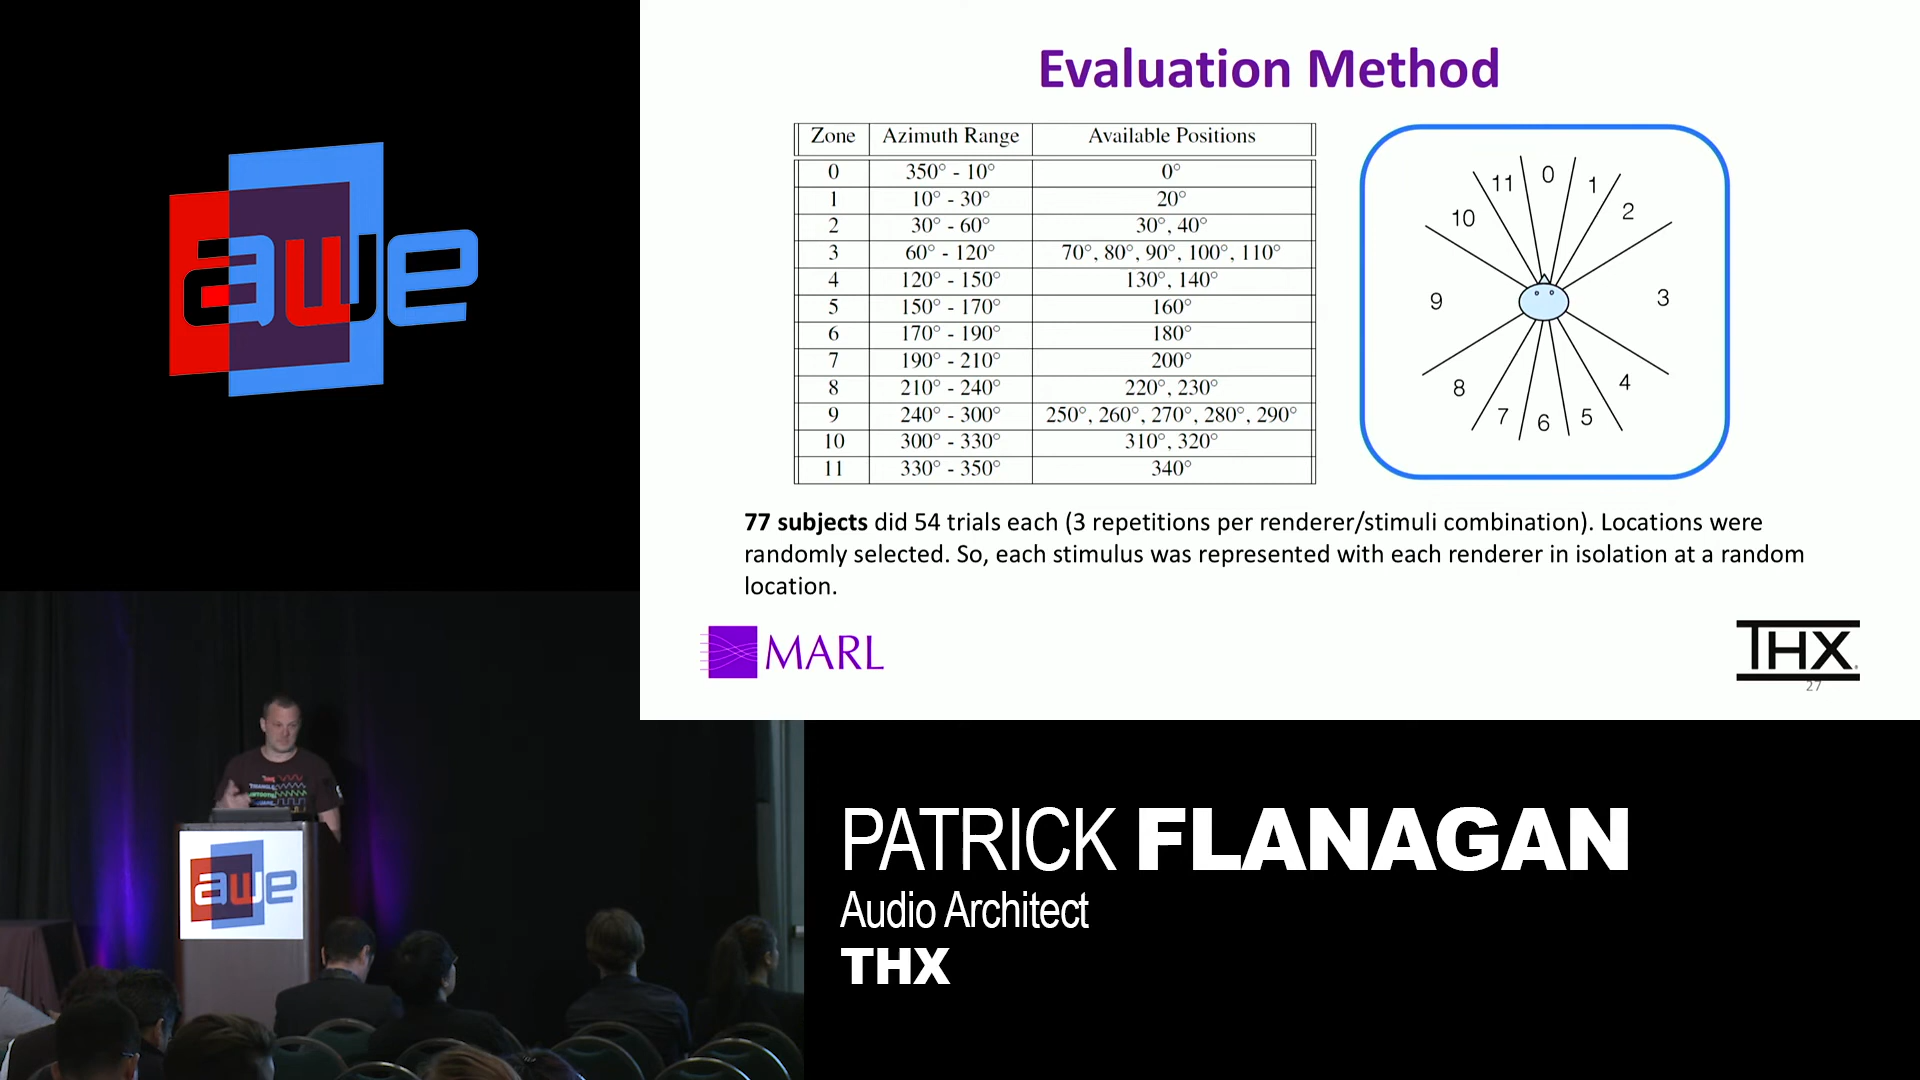 awe
Evaluation Method
Zone Azimuth Range Available Positions
0 350° - 10° 0°
1 10° - 30° 20°
2 30° - 60° 30°, 40°
3 60° - 120° 70°, 80°, 90°, 100°, 110°
4 120° - 150° 130°, 140°
5 150° - 170° 160°
6 170° - 190° 180°
7 190° - 210° 200°
8 210° - 240° 220°, 230°
9 240° - 300° 250°, 260°, 270°, 280°, 290°
10 300° - 330° 310°, 320°
11 330° - 350° 340°
11 0 1
10 2
9 3
8 4
7 6 5
77 subjects did 54 trials each (3 repetitions per renderer/stimuli combination). Locations were
randomly selected. So, each stimulus was represented with each renderer in isolation at a random
location.
MARL
THX
27
awe
PATRICK FLANAGAN
Audio Architect
THX